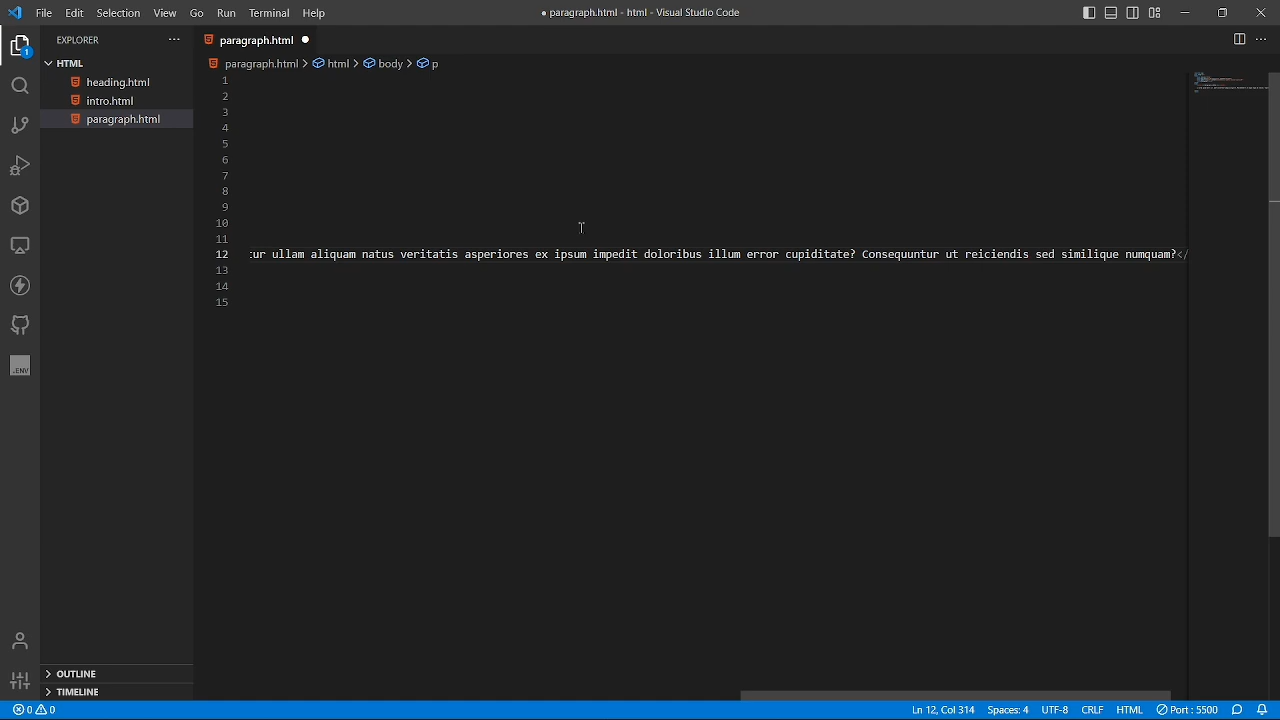 File Edit Selection View Go Run Terminal Help
● paragraph.html - html - Visual Studio Code
EXPLORER
HTML
heading.html
intro.html
paragraph.html
OUTLINE
TIMELINE
1
.ENV
paragraph.html
paragraph.html > html > body > p
1
2
3
4
5
6
7
8
9
10
11
12 ur ullam aliquam natus veritatis asperiores ex ipsum impedit doloribus illum error cupiditate? Consequuntur ut reiciendis sed similique numquam?</
13
14
15
0 0
Ln 12, Col 314 Spaces: 4 UTF-8 CRLF HTML Port : 5500